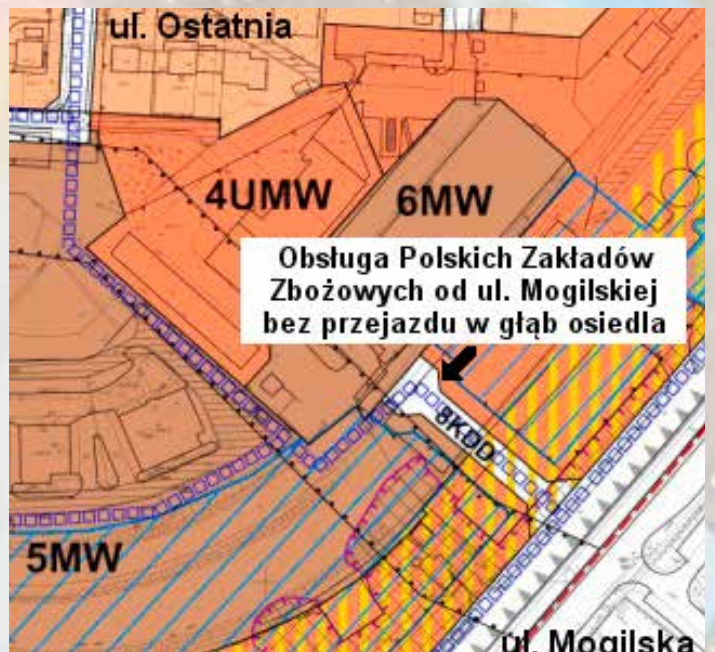 ul. Ostatnia
4UMW
6MW
Obsługa Polskich Zakładów
Zbożowych od ul. Mogilskiej
bez przejazdu w głąb osiedla
8KDD
5MW
ul. Mogilska